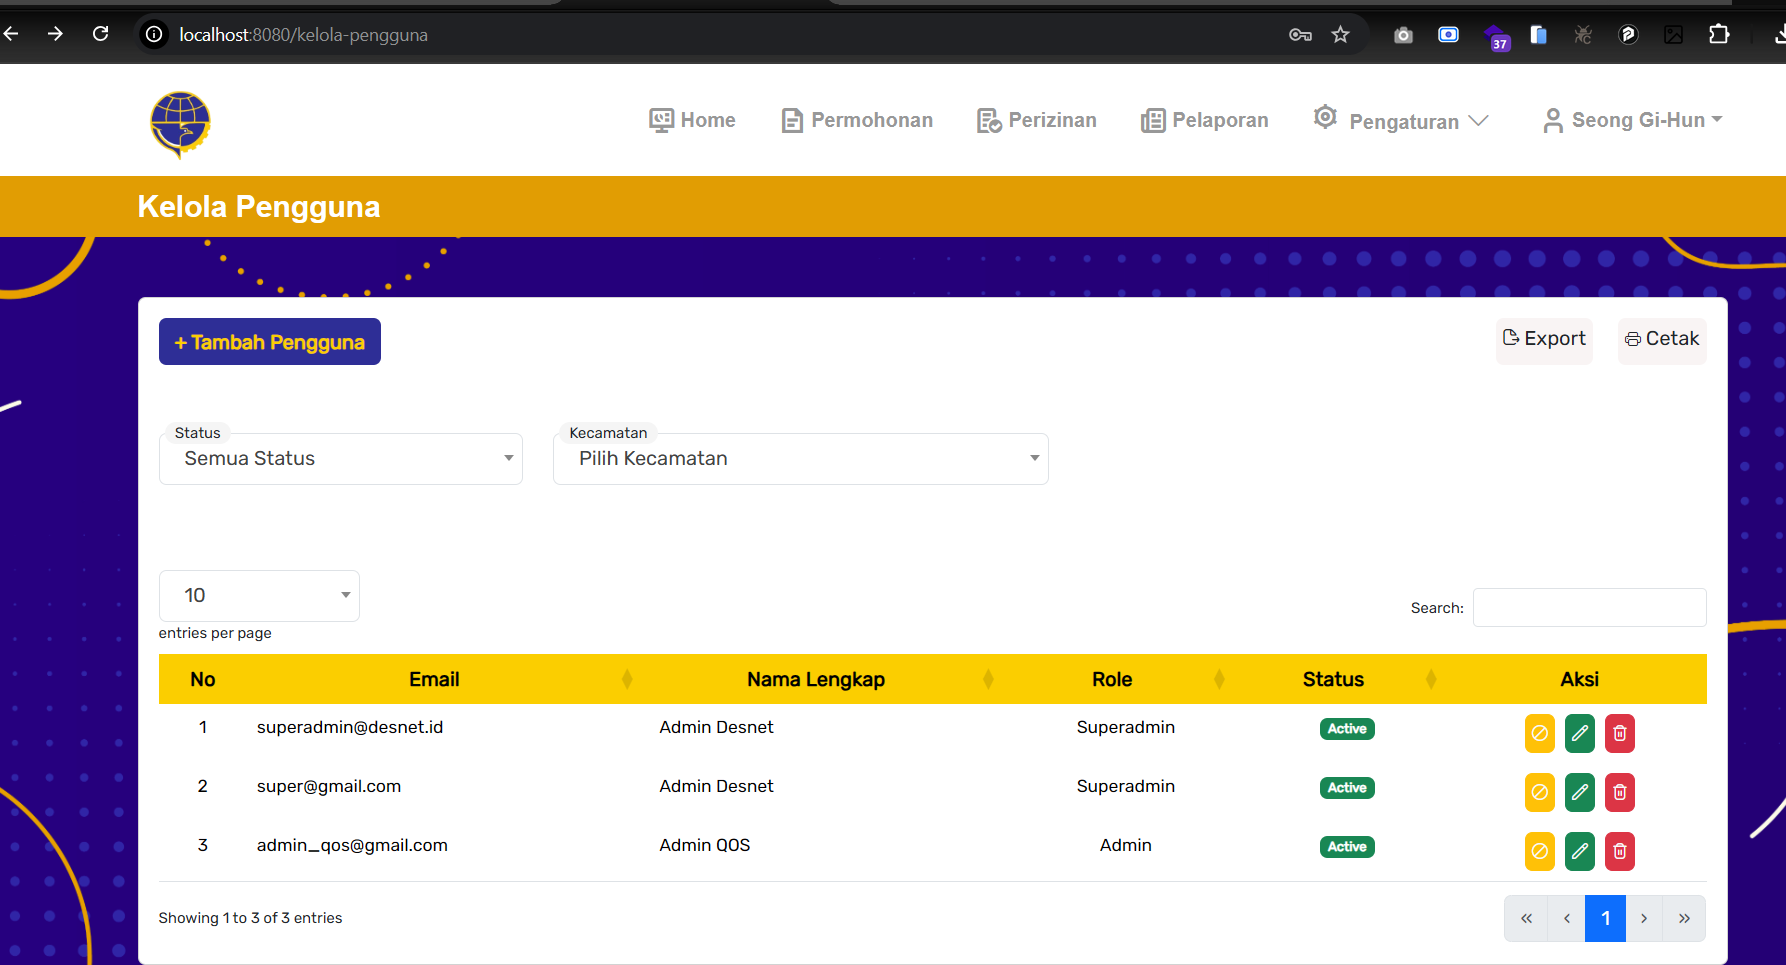 localhost:8080/kelola-pengguna
37
Home Permohonan Perizinan Pelaporan Pengaturan Seong Gi-Hun
Kelola Pengguna
+ Tambah Pengguna
Export
Cetak
Status
Semua Status
Kecamatan
Pilih Kecamatan
10
entries per page
Search:
No Email Nama Lengkap Role Status Aksi
1 superadmin@desnet.id Admin Desnet Superadmin Active
2 super@gmail.com Admin Desnet Superadmin Active
3 admin_qos@gmail.com Admin QOS Admin Active
Showing 1 to 3 of 3 entries
« ‹ 1 › »